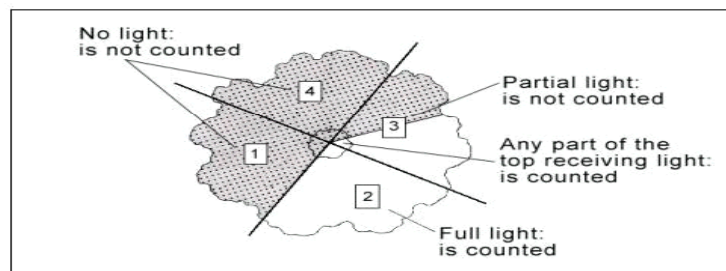 No light:
is not counted
Partial light:
is not counted
4
3
Any part of the
top receiving light:
is counted
1
2
Full light:
is counted